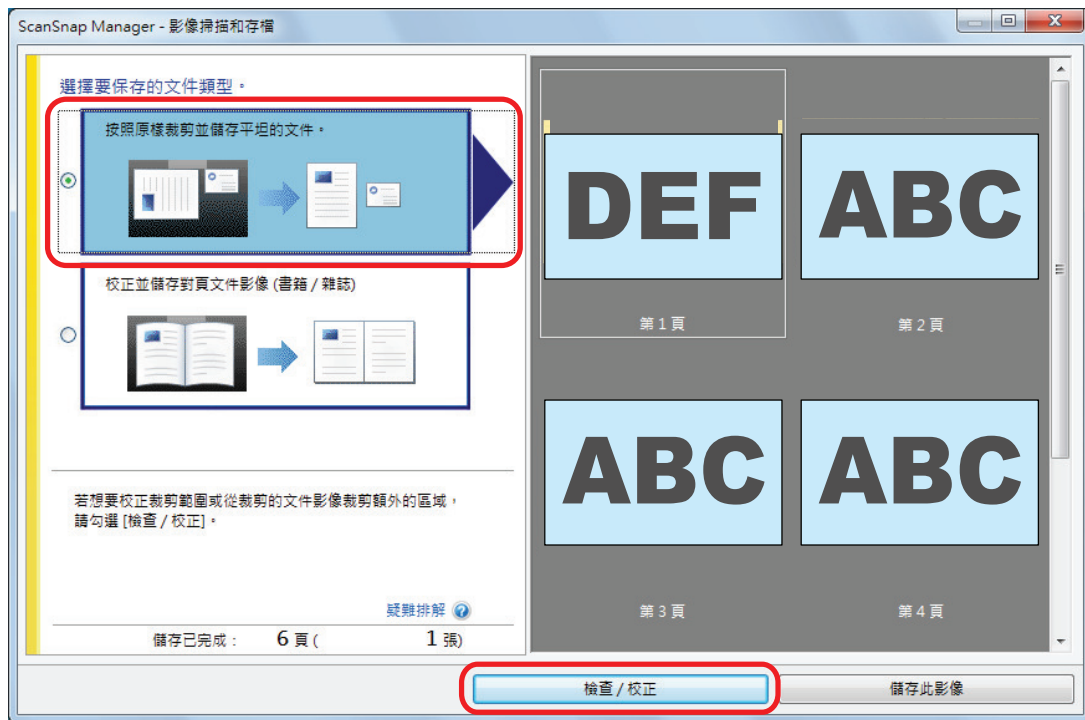 ScanSnap Manager - 影像掃描和存檔
選擇要保存的文件類型。
按照原樣裁剪並儲存平坦的文件。
校正並儲存對頁文件影像 (書籍 / 雜誌)
若想要校正裁剪範圍或從裁剪的文件影像裁剪額外的區域，
請勾選 [檢查 / 校正]。
疑難排解
儲存已完成 : 6 頁 ( 1 張)
DEF
ABC
第 1 頁
第 2 頁
ABC
ABC
第 3 頁
第 4 頁
檢查 / 校正
儲存此影像